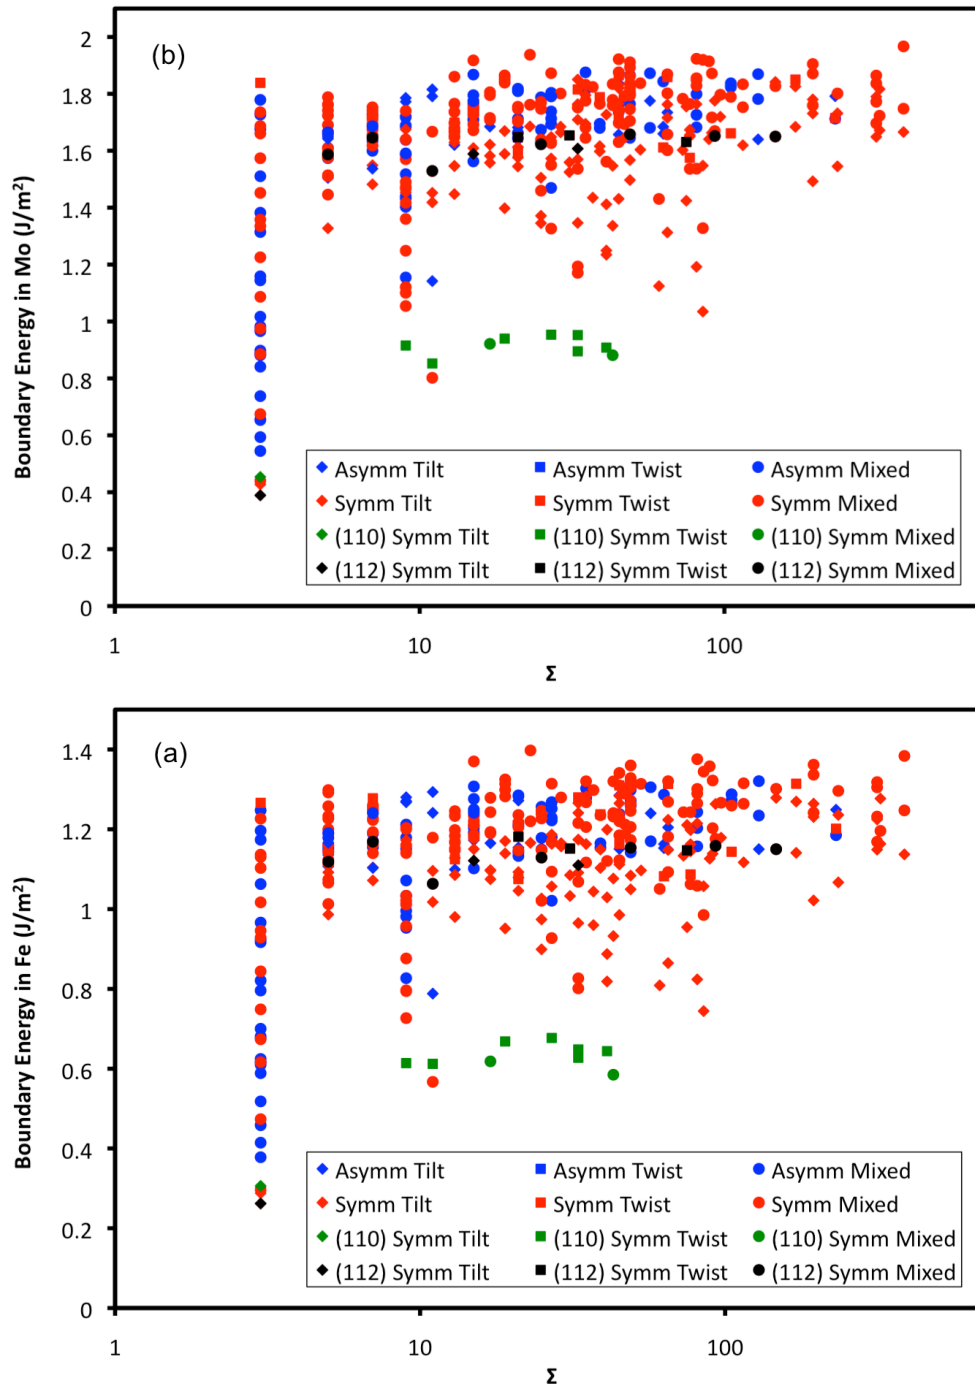 (b)
Boundary Energy in Mo (J/m²)
2
1.8
1.6
1.4
1.2
1
0.8
0.6
0.4
0.2
0
Asymm Tilt Asymm Twist Asymm Mixed
Symm Tilt Symm Twist Symm Mixed
(110) Symm Tilt (110) Symm Twist (110) Symm Mixed
(112) Symm Tilt (112) Symm Twist (112) Symm Mixed
1 10 100
Σ
(a)
Boundary Energy in Fe (J/m²)
1.4
1.2
1
0.8
0.6
0.4
0.2
0
Asymm Tilt Asymm Twist Asymm Mixed
Symm Tilt Symm Twist Symm Mixed
(110) Symm Tilt (110) Symm Twist (110) Symm Mixed
(112) Symm Tilt (112) Symm Twist (112) Symm Mixed
1 10 100
Σ